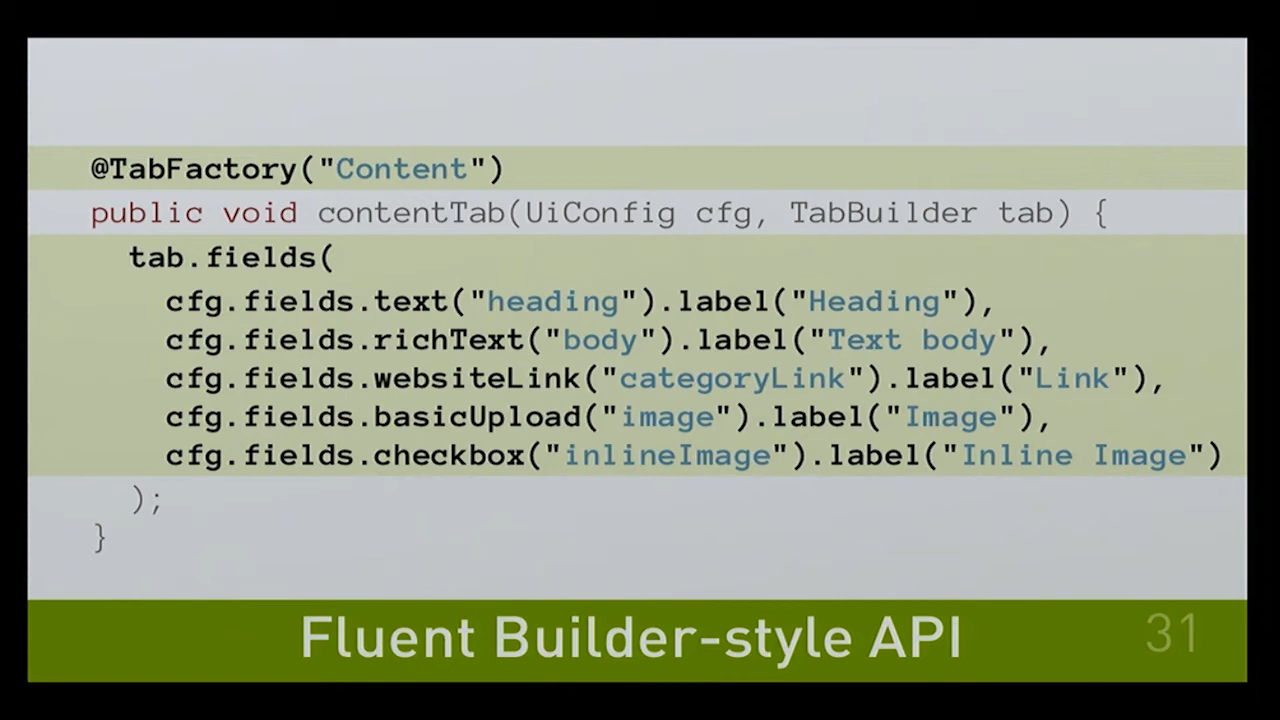 @TabFactory("Content")
public void contentTab(UiConfig cfg, TabBuilder tab) {
tab.fields(
cfg.fields.text("heading").label("Heading"),
cfg.fields.richText("body").label("Text body"),
cfg.fields.websiteLink("categoryLink").label("Link"),
cfg.fields.basicUpload("image").label("Image"),
cfg.fields.checkbox("inlineImage").label("Inline Image")
);
}
Fluent Builder-style API
31